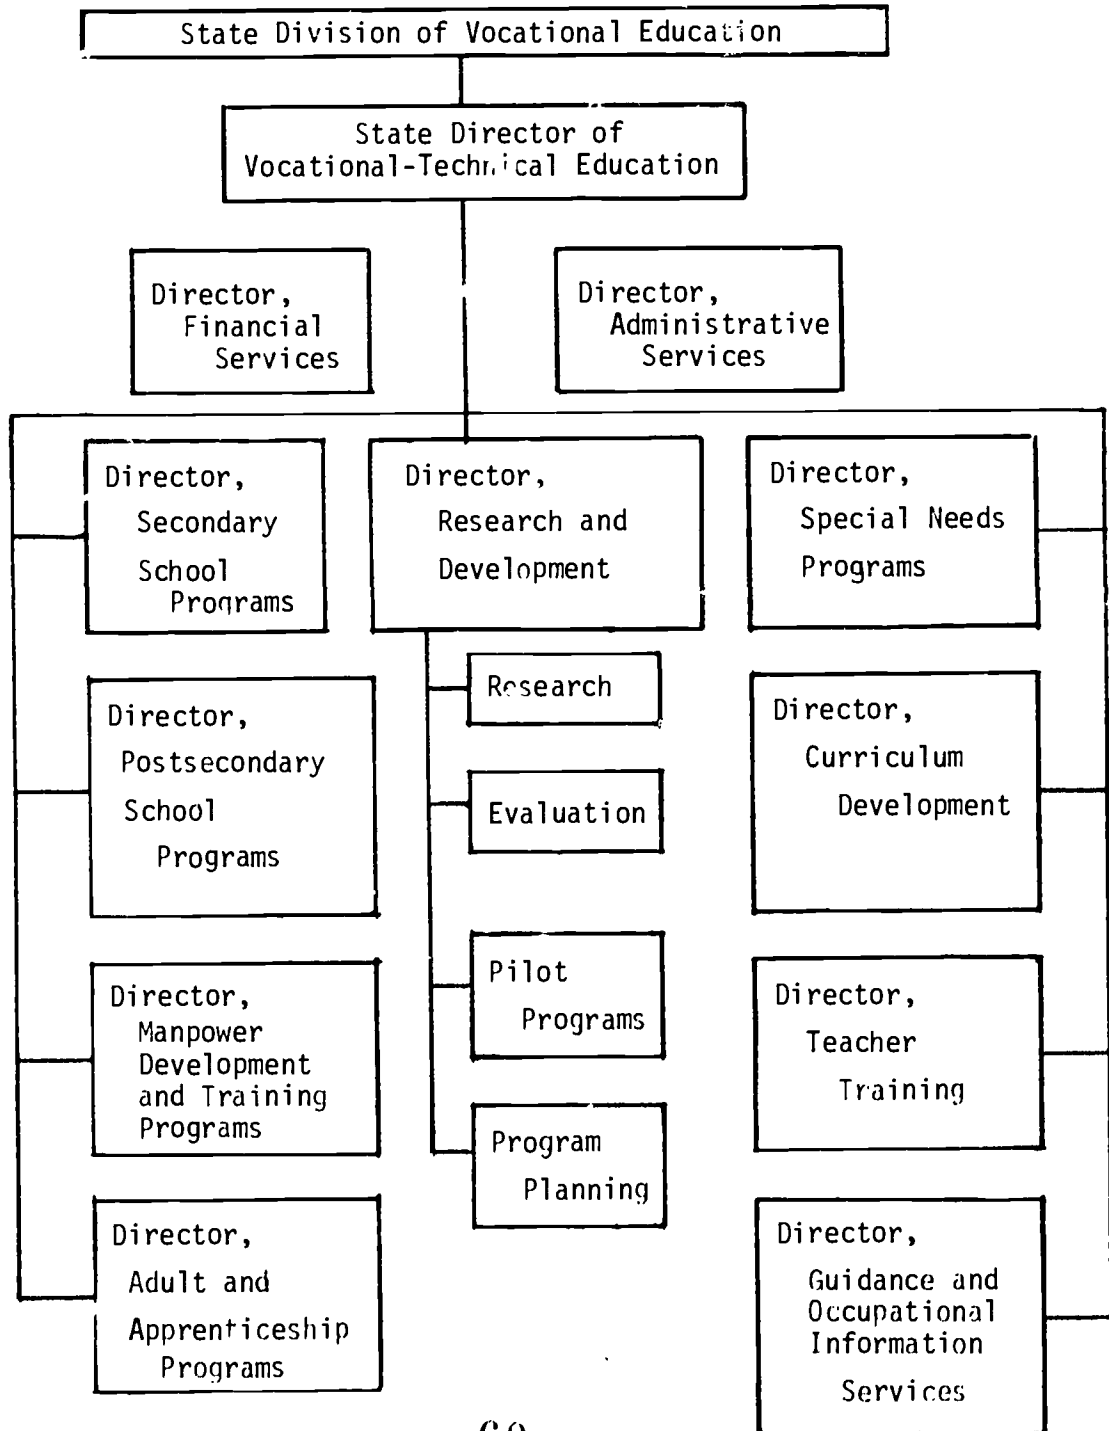 State Division of Vocational Education
State Director of
Vocational-Technical Education
Director,
Financial
Services
Director,
Administrative
Services
Director,
Secondary
School
Programs
Director,
Research and
Development
Director,
Special Needs
Programs
Research
Evaluation
Pilot
Programs
Program
Planning
Director,
Postsecondary
School
Programs
Director,
Curriculum
Development
Director,
Manpower
Development
and Training
Programs
Director,
Teacher
Training
Director,
Adult and
Apprenticeship
Programs
Director,
Guidance and
Occupational
Information
Services